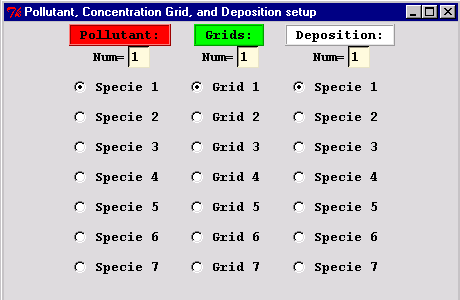 Pollutant, Concentration Grid, and Deposition setup
Pollutant: Grids: Deposition:
Num= 1 Num= 1 Num= 1
Specie 1 Grid 1 Specie 1
Specie 2 Grid 2 Specie 2
Specie 3 Grid 3 Specie 3
Specie 4 Grid 4 Specie 4
Specie 5 Grid 5 Specie 5
Specie 6 Grid 6 Specie 6
Specie 7 Grid 7 Specie 7